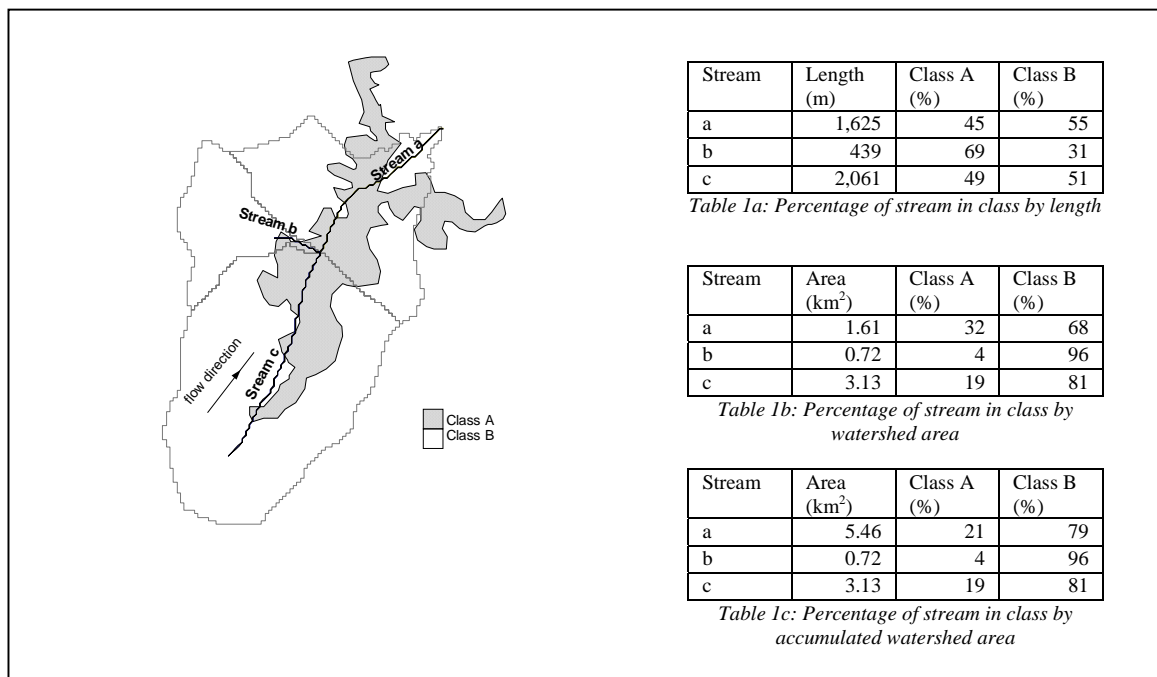 Stream a
Stream b
Sream c
flow direction
Class A
Class B
Stream Length (m) Class A (%) Class B (%)
a 1,625 45 55
b 439 69 31
c 2,061 49 51
Table 1a: Percentage of stream in class by length
Stream Area (km²) Class A (%) Class B (%)
a 1.61 32 68
b 0.72 4 96
c 3.13 19 81
Table 1b: Percentage of stream in class by
watershed area
Stream Area (km²) Class A (%) Class B (%)
a 5.46 21 79
b 0.72 4 96
c 3.13 19 81
Table 1c: Percentage of stream in class by
accumulated watershed area